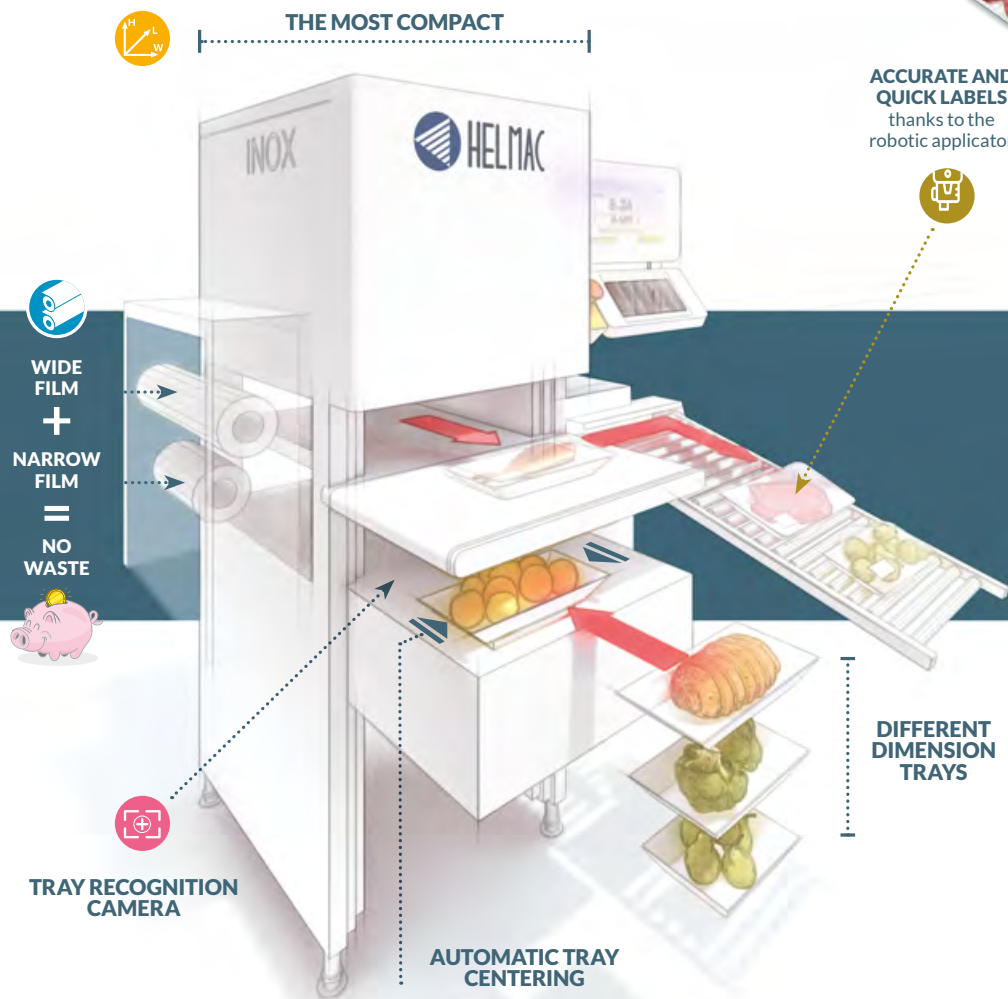 H
L
W
THE MOST COMPACT
ACCURATE AND
QUICK LABELS
thanks to the
robotic applicato
INOX
HELMAC
WIDE
FILM
+
NARROW
FILM
=
NO
WASTE
DIFFERENT
DIMENSION
TRAYS
TRAY RECOGNITION
CAMERA
AUTOMATIC TRAY
CENTERING